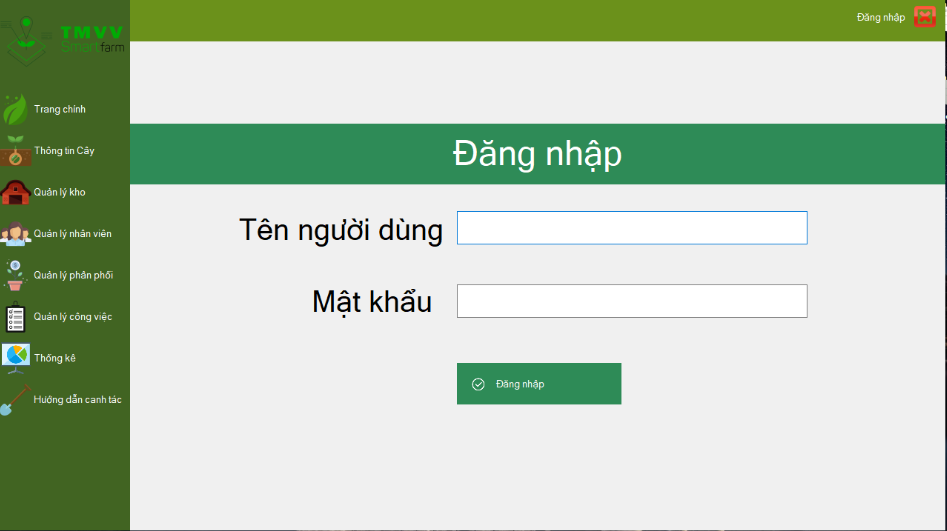 TMVV
Smartfarm
Đăng nhập
Trang chính
Thông tin Cây
Quản lý kho
Quản lý nhân viên
Quản lý phân phối
Quản lý công việc
Thống kê
Hướng dẫn canh tác
Đăng nhập
Tên người dùng
Mật khẩu
Đăng nhập